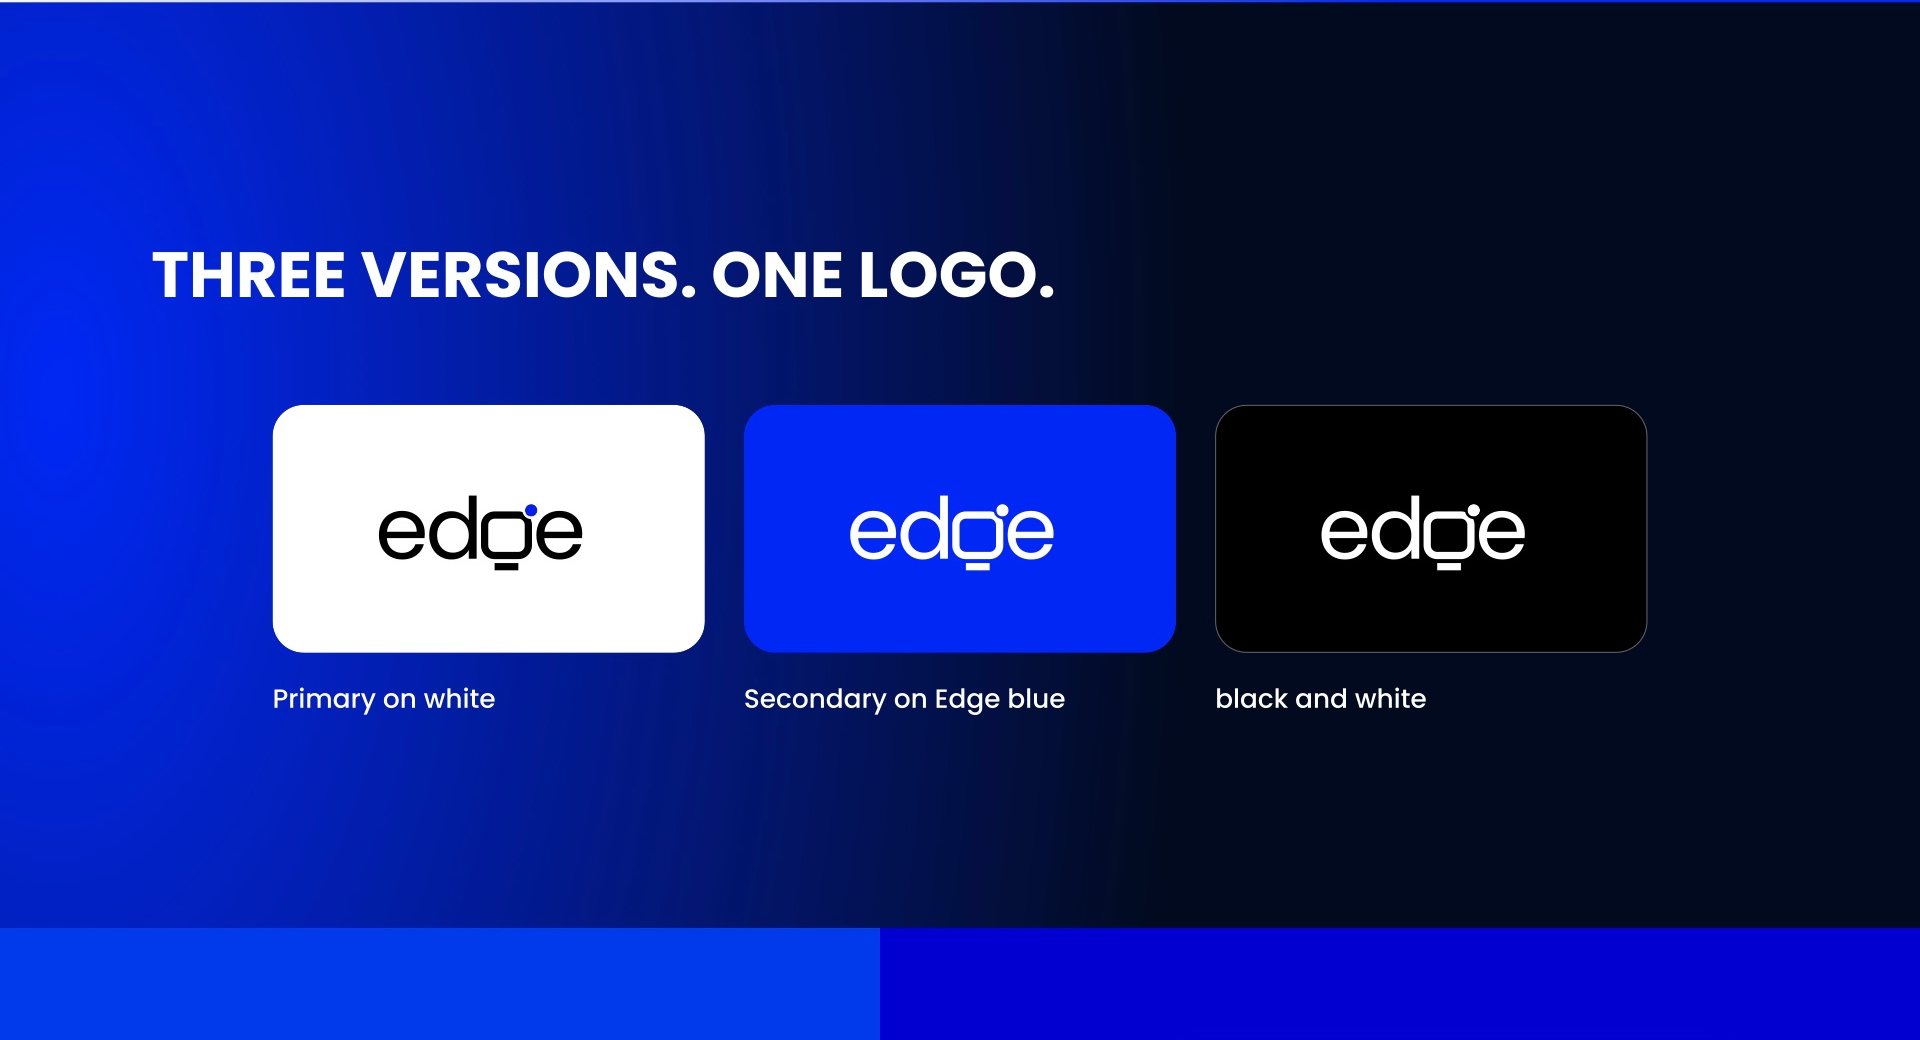 THREE VERSIONS. ONE LOGO.
edge
edge
edge
Primary on white
Secondary on Edge blue
black and white